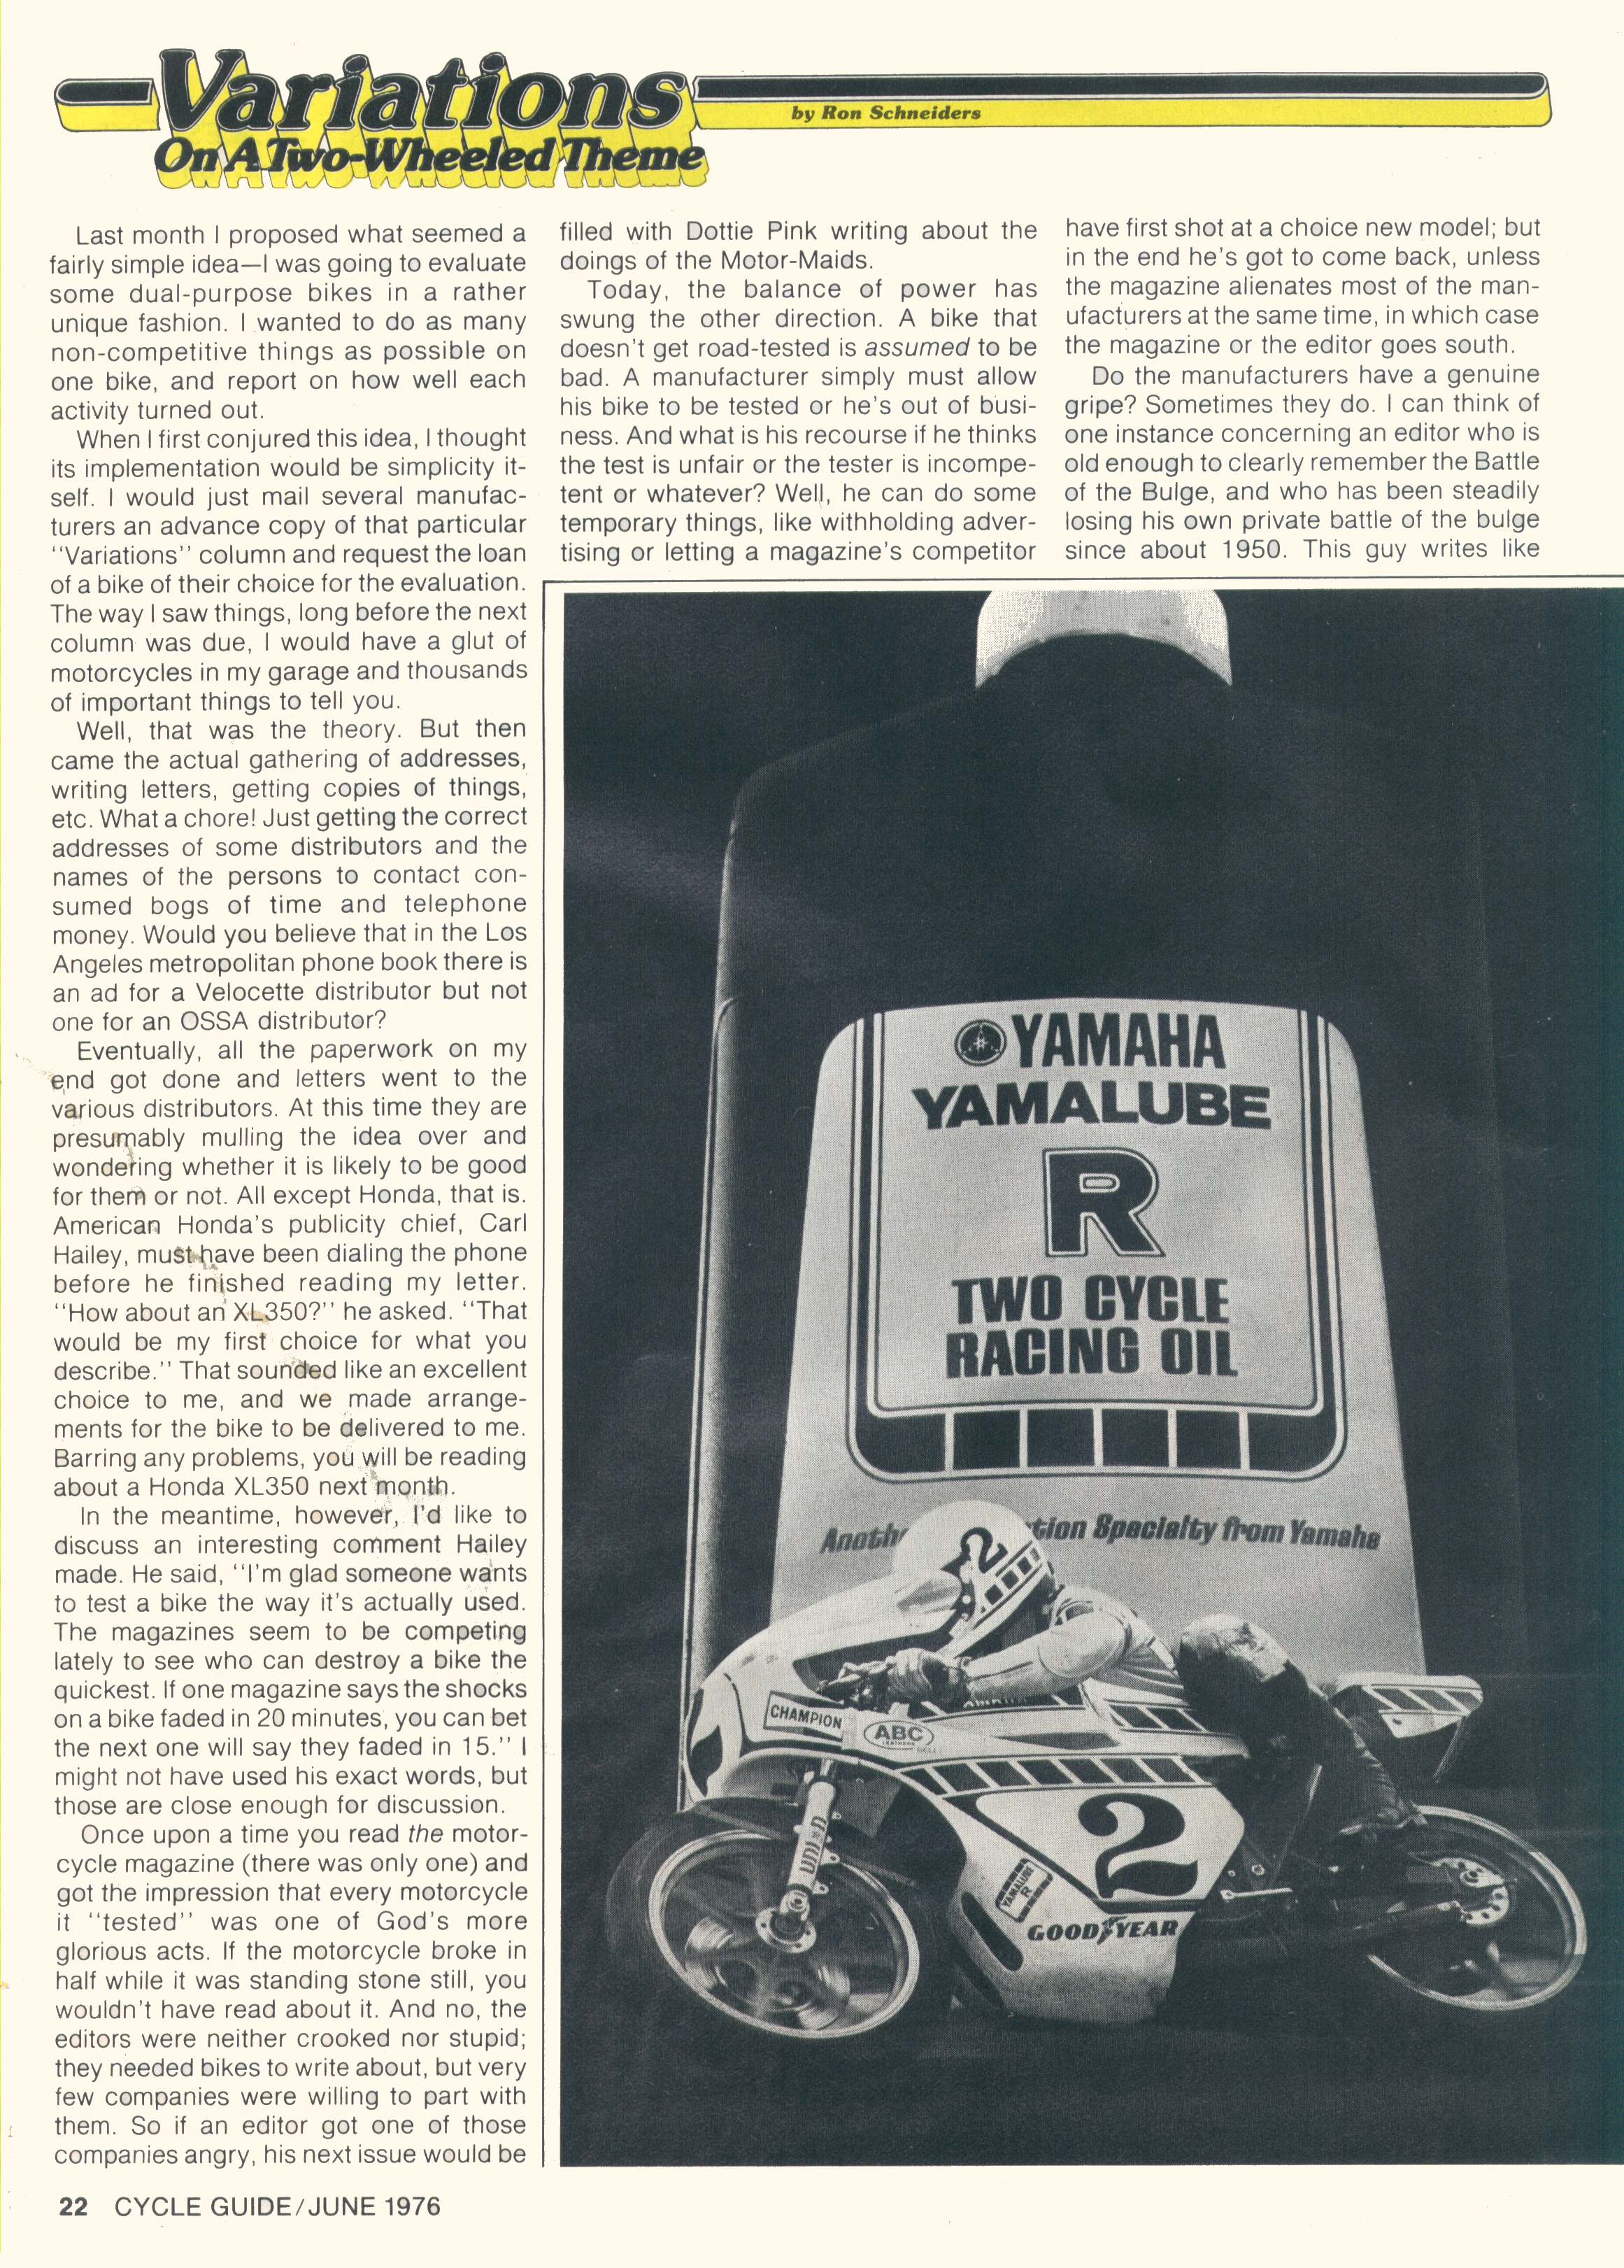 Variations
by Ron Schneiders
On A Two-Wheeled Theme
Last month I proposed what seemed a
fairly simple idea—I was going to evaluate
some dual-purpose bikes in a rather
unique fashion. I wanted to do as many
non-competitive things as possible on
one bike, and report on how well each
activity turned out.
When I first conjured this idea, I thought
its implementation would be simplicity it-
self. I would just mail several manufac-
turers an advance copy of that particular
"Variations" column and request the loan
of a bike of their choice for the evaluation.
The way I saw things, long before the next
column was due, I would have a glut of
motorcycles in my garage and thousands
of important things to tell you.
Well, that was the theory. But then
came the actual gathering of addresses,
writing letters, getting copies of things,
etc. What a chore! Just getting the correct
addresses of some distributors and the
names of the persons to contact con-
sumed bogs of time and telephone
money. Would you believe that in the Los
Angeles metropolitan phone book there is
an ad for a Velocette distributor but not
one for an OSSA distributor?
Eventually, all the paperwork on my
end got done and letters went to the
various distributors. At this time they are
presumably mulling the idea over and
wondering whether it is likely to be good
for them or not. All except Honda, that is.
American Honda's publicity chief, Carl
Hailey, must have been dialing the phone
before he finished reading my letter.
"How about an XL350?" he asked. "That
would be my first choice for what you
describe." That sounded like an excellent
choice to me, and we made arrange-
ments for the bike to be delivered to me.
Barring any problems, you will be reading
about a Honda XL350 next month.
In the meantime, however, I'd like to
discuss an interesting comment Hailey
made. He said, "I'm glad someone wants
to test a bike the way it's actually used.
The magazines seem to be competing
lately to see who can destroy a bike the
quickest. If one magazine says the shocks
on a bike faded in 20 minutes, you can bet
the next one will say they faded in 15." I
might not have used his exact words, but
those are close enough for discussion.
Once upon a time you read the motor-
cycle magazine (there was only one) and
got the impression that every motorcycle
it "tested" was one of God's more
glorious acts. If the motorcycle broke in
half while it was standing stone still, you
wouldn't have read about it. And no, the
editors were neither crooked nor stupid;
they needed bikes to write about, but very
few companies were willing to part with
them. So if an editor got one of those
companies angry, his next issue would be
filled with Dottie Pink writing about the
doings of the Motor-Maids.
Today, the balance of power has
swung the other direction. A bike that
doesn't get road-tested is assumed to be
bad. A manufacturer simply must allow
his bike to be tested or he's out of busi-
ness. And what is his recourse if he thinks
the test is unfair or the tester is incompe-
tent or whatever? Well, he can do some
temporary things, like withholding adver-
tising or letting a magazine's competitor
have first shot at a choice new model; but
in the end he's got to come back, unless
the magazine alienates most of the man-
ufacturers at the same time, in which case
the magazine or the editor goes south.
Do the manufacturers have a genuine
gripe? Sometimes they do. I can think of
one instance concerning an editor who is
old enough to clearly remember the Battle
of the Bulge, and who has been steadily
losing his own private battle of the bulge
since about 1950. This guy writes like
YAMAHA
YAMALUBE
R
TWO CYCLE
RACING OIL
Anoth tion Specialty from Yamaha
2
CHAMPION
ABC
BELL
2
YAMALUBE
R
GOODYEAR
22 CYCLE GUIDE/JUNE 1976